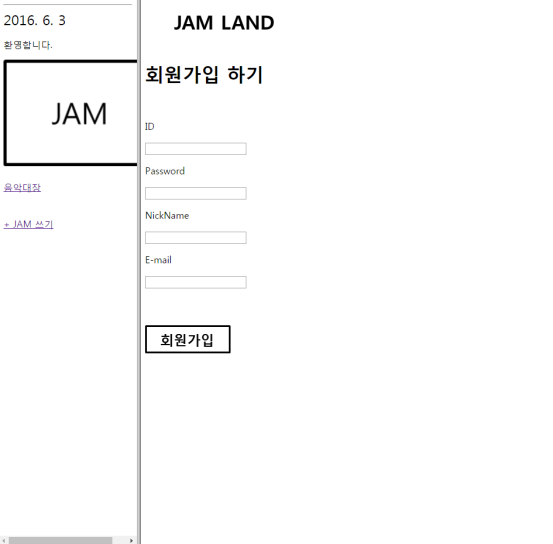 2016. 6. 3
환영합니다.
JAM
음악대장
+ JAM 쓰기
JAM LAND
회원가입 하기
ID
Password
NickName
E-mail
회원가입